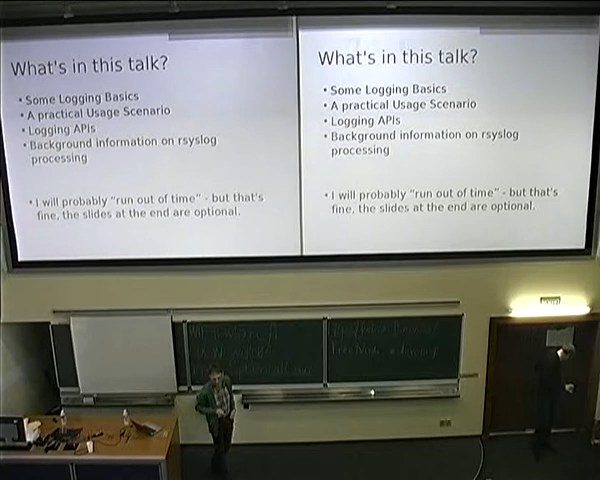 What's in this talk?
• Some Logging Basics
• A practical Usage Scenario
• Logging APIs
• Background information on rsyslog
processing
• I will probably "run out of time" - but that's
fine, the slides at the end are optional.
What's in this talk?
• Some Logging Basics
• A practical Usage Scenario
• Logging APIs
• Background information on rsyslog
processing
• I will probably "run out of time" - but that's
fine, the slides at the end are optional.